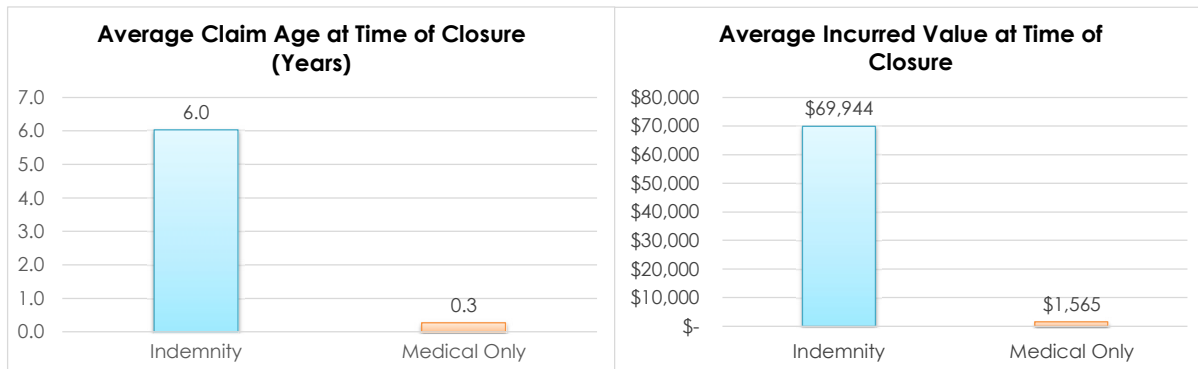 Average Claim Age at Time of Closure
(Years)
7.0
6.0
5.0
4.0
3.0
2.0
1.0
0.0
6.0
0.3
Indemnity
Medical Only
Average Incurred Value at Time of
Closure
$80,000
$70,000
$60,000
$50,000
$40,000
$30,000
$20,000
$10,000
$-
$69,944
$1,565
Indemnity
Medical Only